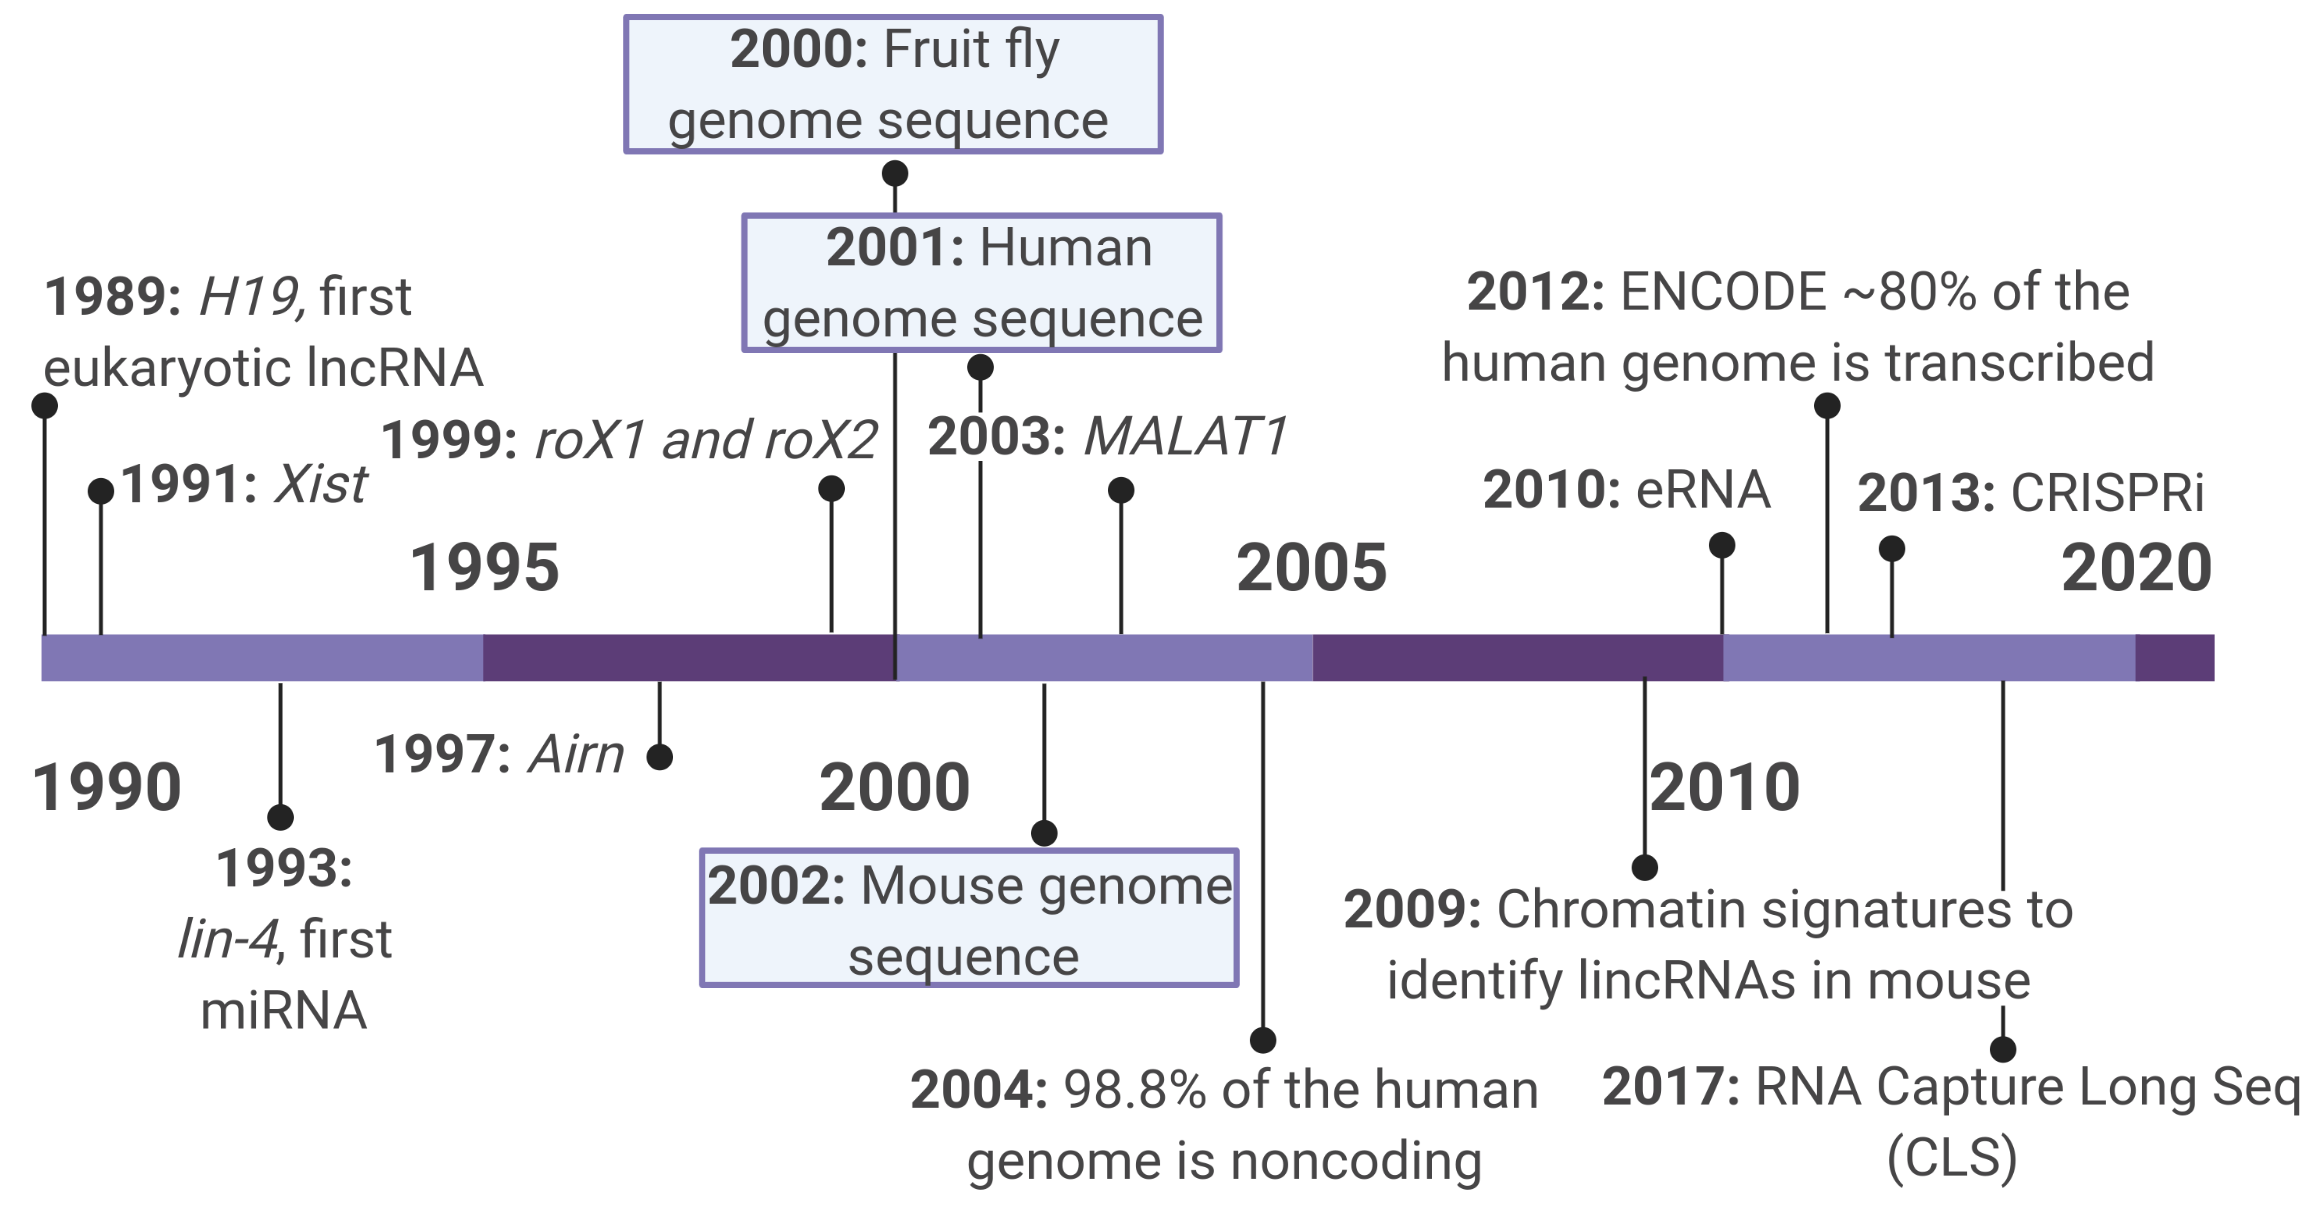 2000: Fruit fly
genome sequence
2001: Human
genome sequence
1989: H19, first
eukaryotic lncRNA
2012: ENCODE ~80% of the
human genome is transcribed
1991: Xist
1999: roX1 and roX2
2003: MALAT1
2010: eRNA
2013: CRISPRi
1995
2005
2020
1990
1997: Airn
2000
2010
1993:
lin-4, first
miRNA
2002: Mouse genome
sequence
2009: Chromatin signatures to
identify lincRNAs in mouse
2004: 98.8% of the human
genome is noncoding
2017: RNA Capture Long Seq
(CLS)